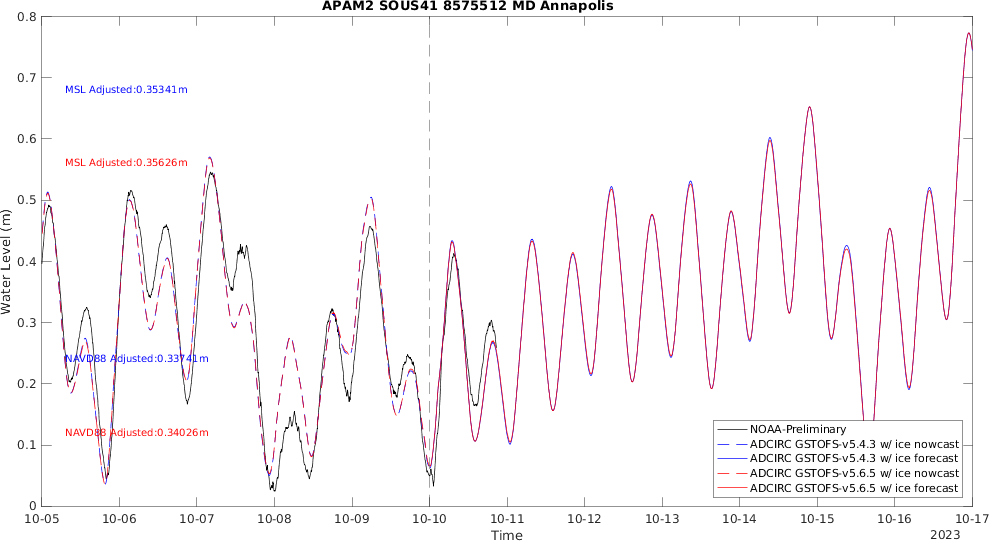 APAM2 SOUS41 8575512 MD Annapolis
0.8
0.7
0.6
0.5
0.4
0.3
0.2
0.1
0
Water Level (m)
MSL Adjusted:0.35341m
MSL Adjusted:0.35626m
NAVD88 Adjusted:0.33741m
NAVD88 Adjusted:0.34026m
NOAA-Preliminary
ADCIRC GSTOFS-v5.4.3 w/ ice nowcast
ADCIRC GSTOFS-v5.4.3 w/ ice forecast
ADCIRC GSTOFS-v5.6.5 w/ ice nowcast
ADCIRC GSTOFS-v5.6.5 w/ ice forecast
10-05 10-06 10-07 10-08 10-09 10-10 10-11 10-12 10-13 10-14 10-15 10-16 10-17
Time
2023